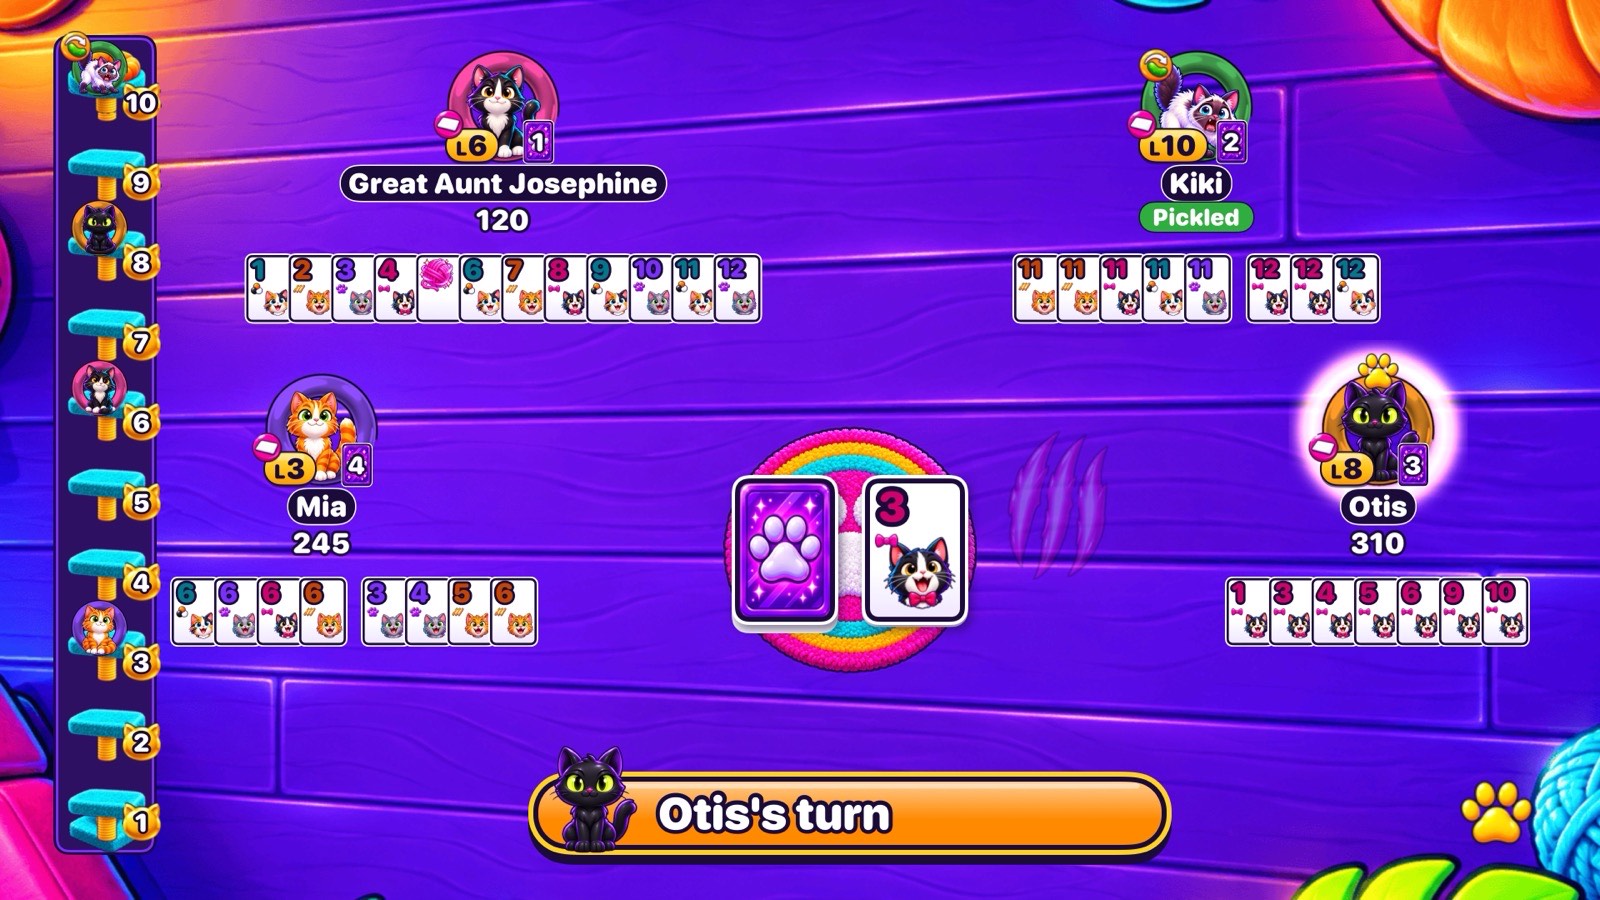 10
9
8
7
6
5
4
3
2
1
L6
1
Great Aunt Josephine
120
1 2 3 4 6 7 8 9 10 11 12
L10
2
Kiki
Pickled
11 11 11 11 11 12 12 12
L3
4
Mia
245
6 6 6 6 3 4 5 6
3
L8
3
Otis
310
1 3 4 5 6 9 10
Otis's turn